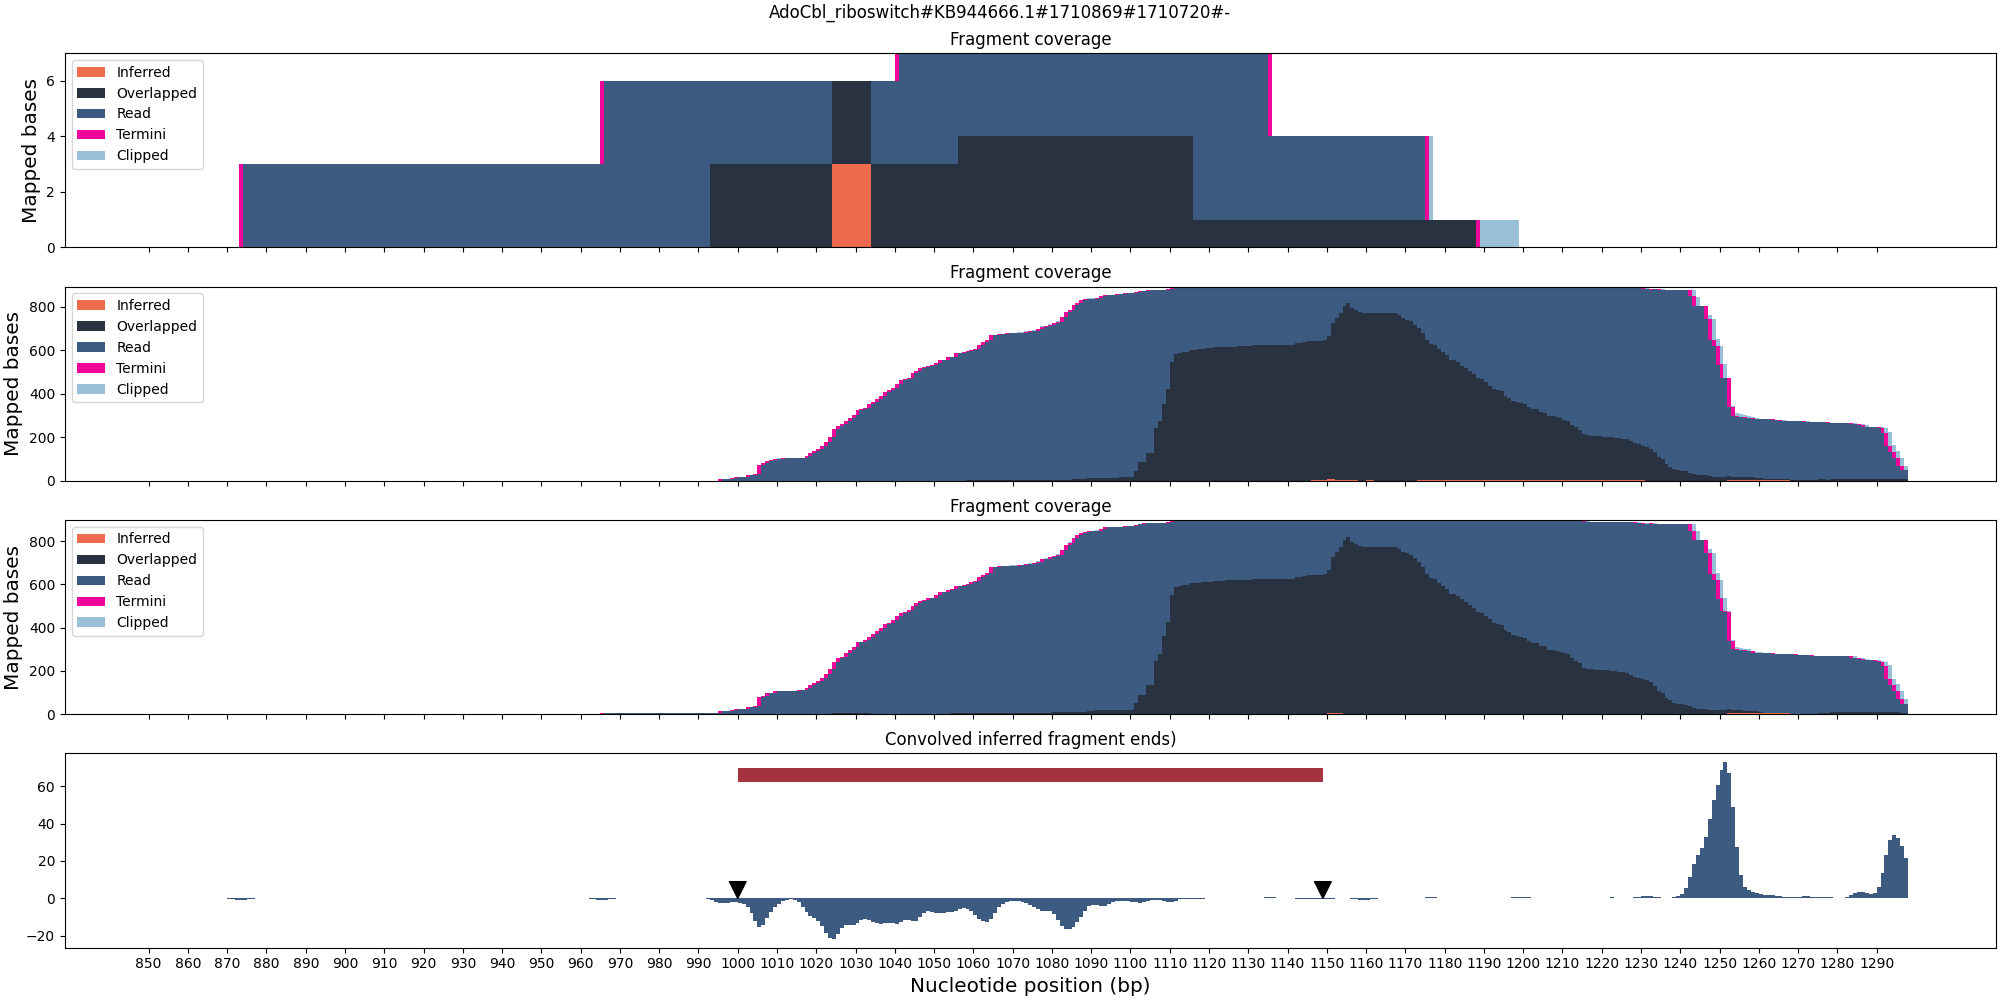 AdoCbl_riboswitch#KB944666.1#1710869#1710720#-
Fragment coverage
Mapped bases
6
4
2
0
Inferred
Overlapped
Read
Termini
Clipped
Fragment coverage
Mapped bases
800
600
400
200
0
Inferred
Overlapped
Read
Termini
Clipped
Fragment coverage
Mapped bases
800
600
400
200
0
Inferred
Overlapped
Read
Termini
Clipped
Convolved inferred fragment ends)
60
40
20
0
−20
850 860 870 880 890 900 910 920 930 940 950 960 970 980 990 1000 1010 1020 1030 1040 1050 1060 1070 1080 1090 1100 1110 1120 1130 1140 1150 1160 1170 1180 1190 1200 1210 1220 1230 1240 1250 1260 1270 1280 1290
Nucleotide position (bp)